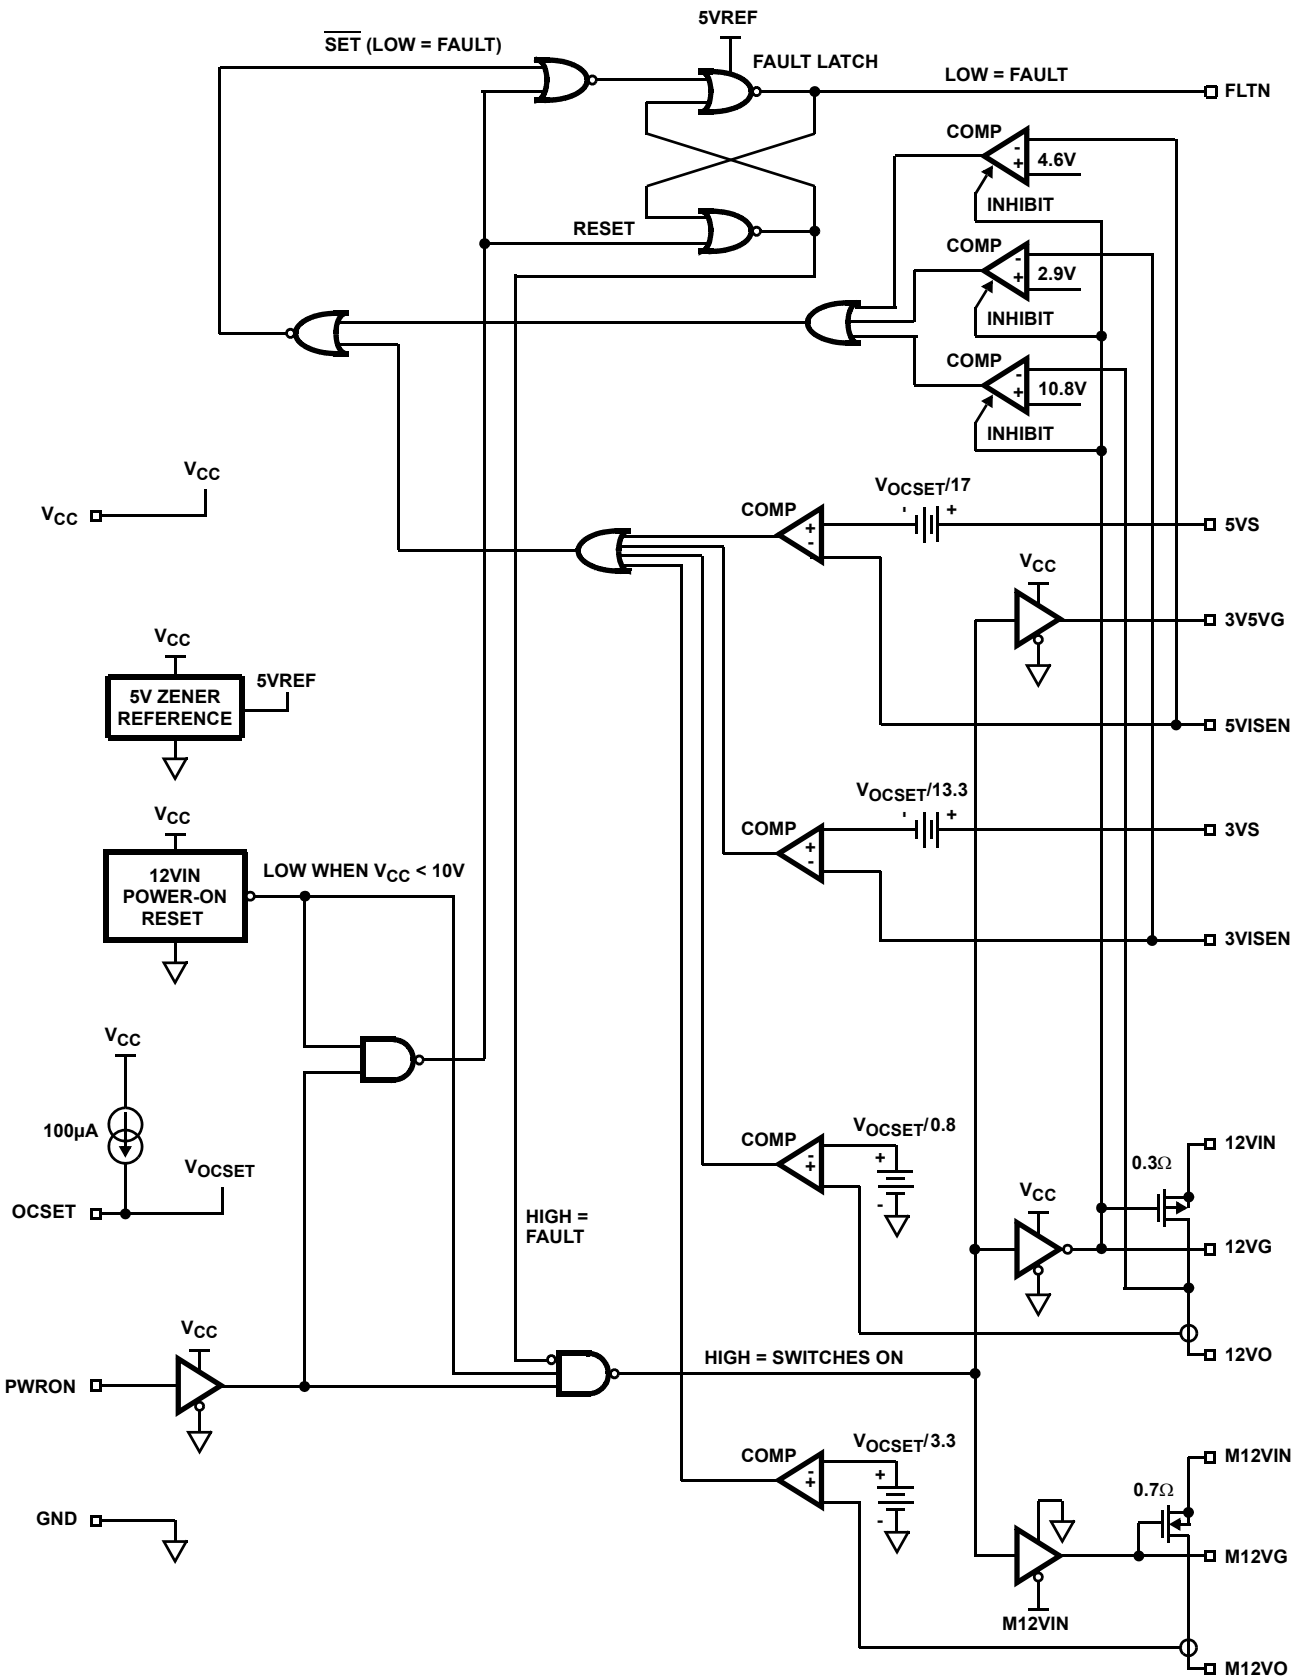 5VREF
SET (LOW = FAULT)
FAULT LATCH
LOW = FAULT
FLTN
COMP
-
+
4.6V
INHIBIT
RESET
COMP
-
+
2.9V
INHIBIT
COMP
-
+
10.8V
INHIBIT
VCC
VCC
VOCSET/17
- +
COMP
+
-
5VS
VCC
3V5VG
VCC
5V ZENER
REFERENCE
5VREF
5VISEN
VOCSET/13.3
- +
COMP
+
-
3VS
VCC
12VIN
POWER-ON
RESET
LOW WHEN VCC < 10V
3VISEN
VCC
100µA
VOCSET
OCSET
COMP
-
+
VOCSET/0.8
+
-
12VIN
0.3Ω
VCC
12VG
HIGH =
FAULT
12VO
VCC
PWRON
HIGH = SWITCHES ON
COMP
-
+
VOCSET/3.3
+
-
M12VIN
0.7Ω
GND
M12VG
M12VIN
M12VO